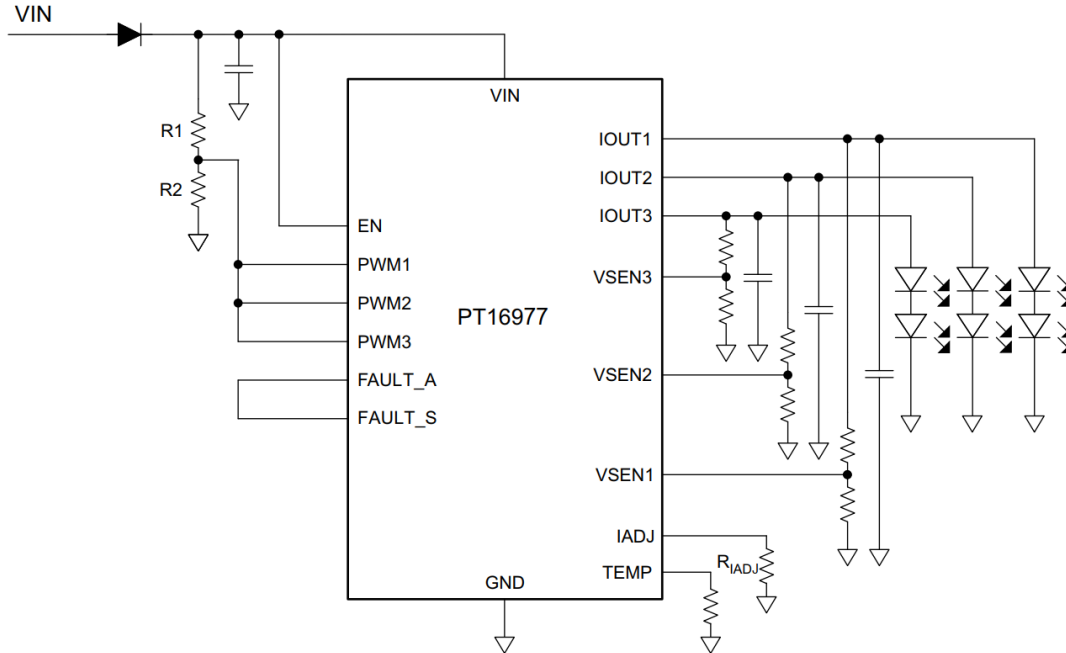 VIN
VIN
R1
IOUT1
R2
IOUT2
IOUT3
EN
PWM1
VSEN3
PWM2
PT16977
PWM3
FAULT_A
VSEN2
FAULT_S
VSEN1
IADJ
RIADJ
TEMP
GND